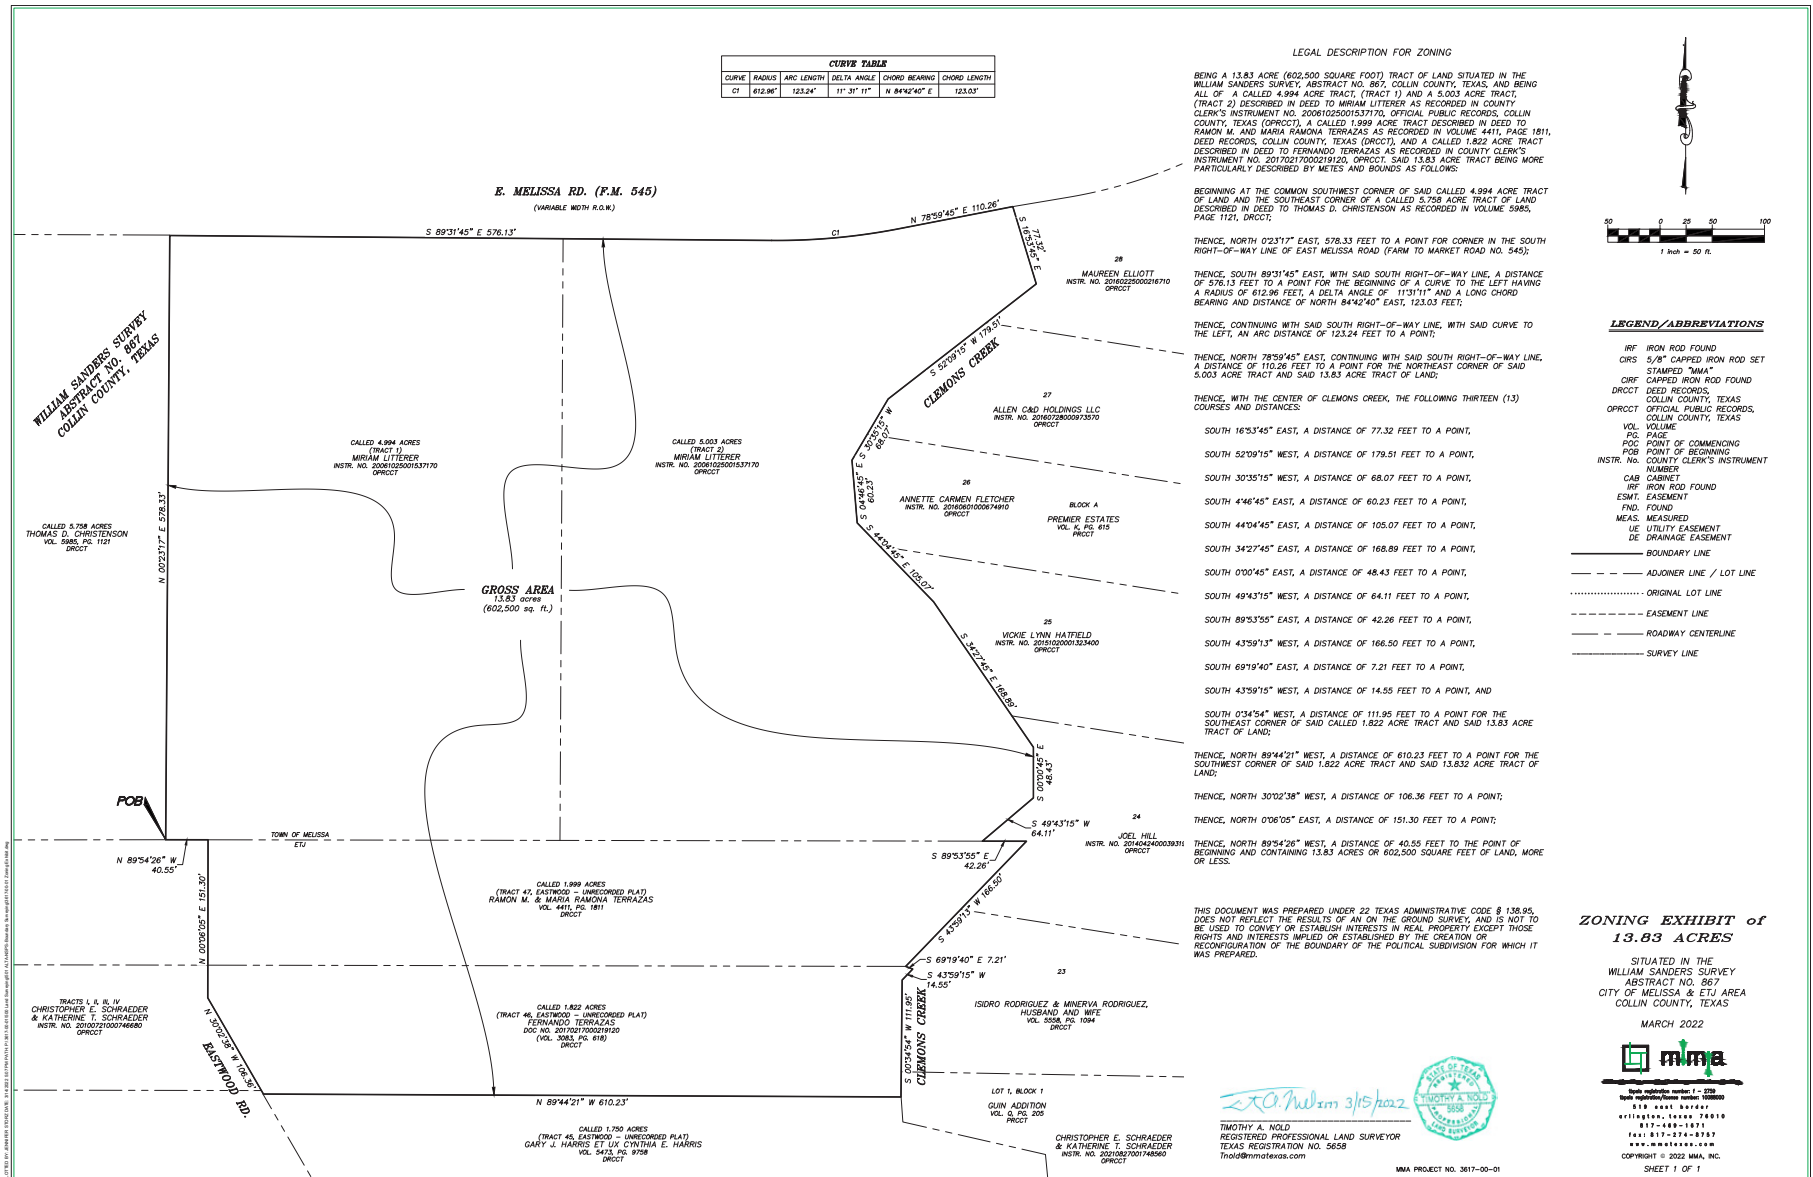 CURVE TABLE
CURVE RADIUS ARC LENGTH DELTA ANGLE CHORD BEARING CHORD LENGTH
C1 612.96' 123.24' 11° 31' 11" N 84°42'40" E 123.03'
E. MELISSA RD. (F.M. 545)
(VARIABLE WIDTH R.O.W.)
S 89°31'45" E 576.13'
C1
N 78°59'45" E 110.26'
S 16°53'45" E
77.32'
28
MAUREEN ELLIOTT
INSTR. NO. 20160225000216710
OPRCCT
WILLIAM SANDERS SURVEY
ABSTRACT NO. 867
COLLIN COUNTY, TEXAS
S 52°09'15" W 179.51'
CLEMONS CREEK
27
ALLEN C&D HOLDINGS LLC
INSTR. NO. 20160728000973570
OPRCCT
S 30°35'15" W
68.07'
CALLED 4.994 ACRES
(TRACT 1)
MIRIAM LITTERER
INSTR. NO. 20061025001537170
OPRCCT
CALLED 5.003 ACRES
(TRACT 2)
MIRIAM LITTERER
INSTR. NO. 20061025001537170
OPRCCT
S 04°46'45" E
60.23'
26
ANNETTE CARMEN FLETCHER
INSTR. NO. 20160601000674910
OPRCCT
BLOCK A
PREMIER ESTATES
VOL. K, PG. 615
PRCCT
CALLED 5.758 ACRES
THOMAS D. CHRISTENSON
VOL. 5985, PG. 1121
DRCCT
N 00°23'17" E 578.33'
S 44°04'45" E 105.07'
GROSS AREA
13.83 acres
(602,500 sq. ft.)
25
VICKIE LYNN HATFIELD
INSTR. NO. 20151020001323400
OPRCCT
S 34°27'45" E 168.89'
S 00°00'45" E
48.43'
POB
TOWN OF MELISSA
ETJ
S 49°43'15" W
64.11'
24
JOEL HILL
OPRCCT
N 89°54'26" W
40.55'
S 89°53'55" E
42.26'
N 00°06'05" E 151.30'
CALLED 1.999 ACRES
(TRACT 47, EASTWOOD - UNRECORDED PLAT)
RAMON M. & MARIA RAMONA TERRAZAS
VOL. 4411, PG. 1811
DRCCT
S 43°59'13" W 166.50'
S 69°19'40" E 7.21'
S 43°59'15" W
14.55'
23
ISIDRO RODRIGUEZ & MINERVA RODRIGUEZ,
HUSBAND AND WIFE
VOL. 5558, PG. 1094
DRCCT
TRACTS I, II, III, IV
CHRISTOPHER E. SCHRAEDER
& KATHERINE T. SCHRAEDER
INSTR. NO. 20100721000746680
OPRCCT
N 30°02'38" W 106.36'
EASTWOOD RD.
CALLED 1.822 ACRES
(TRACT 46, EASTWOOD - UNRECORDED PLAT)
FERNANDO TERRAZAS
DOC NO. 20170217000219120
(VOL. 3083, PG. 618)
DRCCT
S 00°34'54" W 111.95'
CLEMONS CREEK
N 89°44'21" W 610.23'
CALLED 1.750 ACRES
(TRACT 45, EASTWOOD - UNRECORDED PLAT)
GARY J. HARRIS ET UX CYNTHIA E. HARRIS
VOL. 5473, PG. 9758
DRCCT
LOT 1, BLOCK 1
GUIN ADDITION
VOL. O, PG. 205
PRCCT
CHRISTOPHER E. SCHRAEDER
& KATHERINE T. SCHRAEDER
INSTR. NO. 20210827001748560
OPRCCT
LEGAL DESCRIPTION FOR ZONING
BEING A 13.83 ACRE (602,500 SQUARE FOOT) TRACT OF LAND SITUATED IN THE
WILLIAM SANDERS SURVEY, ABSTRACT NO. 867, COLLIN COUNTY, TEXAS, AND BEING
ALL OF A CALLED 4.994 ACRE TRACT, (TRACT 1) AND A 5.003 ACRE TRACT,
(TRACT 2) DESCRIBED IN DEED TO MIRIAM LITTERER AS RECORDED IN COUNTY
CLERK'S INSTRUMENT NO. 20061025001537170, OFFICIAL PUBLIC RECORDS, COLLIN
COUNTY, TEXAS (OPRCCT), A CALLED 1.999 ACRE TRACT DESCRIBED IN DEED TO
RAMON M. AND MARIA RAMONA TERRAZAS AS RECORDED IN VOLUME 4411, PAGE 1811,
DEED RECORDS, COLLIN COUNTY, TEXAS (DRCCT), AND A CALLED 1.822 ACRE TRACT
DESCRIBED IN DEED TO FERNANDO TERRAZAS AS RECORDED IN COUNTY CLERK'S
INSTRUMENT NO. 20170217000219120, OPRCCT. SAID 13.83 ACRE TRACT BEING MORE
PARTICULARLY DESCRIBED BY METES AND BOUNDS AS FOLLOWS:
BEGINNING AT THE COMMON SOUTHWEST CORNER OF SAID CALLED 4.994 ACRE TRACT
OF LAND AND THE SOUTHEAST CORNER OF A CALLED 5.758 ACRE TRACT OF LAND
DESCRIBED IN DEED TO THOMAS D. CHRISTENSON AS RECORDED IN VOLUME 5985,
PAGE 1121, DRCCT;
THENCE, NORTH 0°23'17" EAST, 578.33 FEET TO A POINT FOR CORNER IN THE SOUTH
RIGHT-OF-WAY LINE OF EAST MELISSA ROAD (FARM TO MARKET ROAD NO. 545);
THENCE, SOUTH 89°31'45" EAST, WITH SAID SOUTH RIGHT-OF-WAY LINE, A DISTANCE
OF 576.13 FEET TO A POINT FOR THE BEGINNING OF A CURVE TO THE LEFT HAVING
A RADIUS OF 612.96 FEET, A DELTA ANGLE OF 11°31'11" AND A LONG CHORD
BEARING AND DISTANCE OF NORTH 84°42'40" EAST, 123.03 FEET;
THENCE, CONTINUING WITH SAID SOUTH RIGHT-OF-WAY LINE, WITH SAID CURVE TO
THE LEFT, AN ARC DISTANCE OF 123.24 FEET TO A POINT;
THENCE, NORTH 78°59'45" EAST, CONTINUING WITH SAID SOUTH RIGHT-OF-WAY LINE,
A DISTANCE OF 110.26 FEET TO A POINT FOR THE NORTHEAST CORNER OF SAID
5.003 ACRE TRACT AND SAID 13.83 ACRE TRACT OF LAND;
THENCE, WITH THE CENTER OF CLEMONS CREEK, THE FOLLOWING THIRTEEN (13)
COURSES AND DISTANCES:
SOUTH 16°53'45" EAST, A DISTANCE OF 77.32 FEET TO A POINT,
SOUTH 52°09'15" WEST, A DISTANCE OF 179.51 FEET TO A POINT,
SOUTH 30°35'15" WEST, A DISTANCE OF 68.07 FEET TO A POINT,
SOUTH 4°46'45" EAST, A DISTANCE OF 60.23 FEET TO A POINT,
SOUTH 44°04'45" EAST, A DISTANCE OF 105.07 FEET TO A POINT,
SOUTH 34°27'45" EAST, A DISTANCE OF 168.89 FEET TO A POINT,
SOUTH 0°00'45" EAST, A DISTANCE OF 48.43 FEET TO A POINT,
SOUTH 49°43'15" WEST, A DISTANCE OF 64.11 FEET TO A POINT,
SOUTH 89°53'55" EAST, A DISTANCE OF 42.26 FEET TO A POINT,
SOUTH 43°59'13" WEST, A DISTANCE OF 166.50 FEET TO A POINT,
SOUTH 69°19'40" EAST, A DISTANCE OF 7.21 FEET TO A POINT,
SOUTH 43°59'15" WEST, A DISTANCE OF 14.55 FEET TO A POINT, AND
SOUTH 0°34'54" WEST, A DISTANCE OF 111.95 FEET TO A POINT FOR THE
SOUTHEAST CORNER OF SAID CALLED 1.822 ACRE TRACT AND SAID 13.83 ACRE
TRACT OF LAND;
THENCE, NORTH 89°44'21" WEST, A DISTANCE OF 610.23 FEET TO A POINT FOR THE
SOUTHWEST CORNER OF SAID 1.822 ACRE TRACT AND SAID 13.832 ACRE TRACT OF
LAND;
THENCE, NORTH 30°02'38" WEST, A DISTANCE OF 106.36 FEET TO A POINT;
THENCE, NORTH 0°06'05" EAST, A DISTANCE OF 151.30 FEET TO A POINT;
THENCE, NORTH 89°54'26" WEST, A DISTANCE OF 40.55 FEET TO THE POINT OF
BEGINNING AND CONTAINING 13.83 ACRES OR 602,500 SQUARE FEET OF LAND, MORE
OR LESS.
THIS DOCUMENT WAS PREPARED UNDER 22 TEXAS ADMINISTRATIVE CODE § 138.95,
DOES NOT REFLECT THE RESULTS OF AN ON THE GROUND SURVEY, AND IS NOT TO
BE USED TO CONVEY OR ESTABLISH INTERESTS IN REAL PROPERTY EXCEPT THOSE
RIGHTS AND INTERESTS IMPLIED OR ESTABLISHED BY THE CREATION OR
RECONFIGURATION OF THE BOUNDARY OF THE POLITICAL SUBDIVISION FOR WHICH IT
WAS PREPARED.
3/15/2022
TIMOTHY A. NOLD
REGISTERED PROFESSIONAL LAND SURVEYOR
TEXAS REGISTRATION NO. 5658
Tnold@mmatexas.com
STATE OF TEXAS
REGISTERED
TIMOTHY A. NOLD
5658
PROFESSIONAL
LAND SURVEYOR
MMA PROJECT NO. 3617-00-01
50 0 25 50 100
1 inch = 50 ft.
LEGEND/ABBREVIATIONS
IRF IRON ROD FOUND
CIRS 5/8" CAPPED IRON ROD SET
STAMPED "MMA"
CIRF CAPPED IRON ROD FOUND
DRCCT DEED RECORDS,
COLLIN COUNTY, TEXAS
OPRCCT OFFICIAL PUBLIC RECORDS,
COLLIN COUNTY, TEXAS
VOL. VOLUME
PG. PAGE
POC POINT OF COMMENCING
POB POINT OF BEGINNING
INSTR. No. COUNTY CLERK'S INSTRUMENT
NUMBER
CAB CABINET
IRF IRON ROD FOUND
ESMT. EASEMENT
FND. FOUND
MEAS. MEASURED
UE UTILITY EASEMENT
DE DRAINAGE EASEMENT
BOUNDARY LINE
ADJOINER LINE / LOT LINE
ORIGINAL LOT LINE
EASEMENT LINE
ROADWAY CENTERLINE
SURVEY LINE
ZONING EXHIBIT of
13.83 ACRES
SITUATED IN THE
WILLIAM SANDERS SURVEY
ABSTRACT NO. 867
CITY OF MELISSA & ETJ AREA
COLLIN COUNTY, TEXAS
MARCH 2022
mma
tbpels registration number: f - 2759
tbpels registration/license number: 10088000
519 east border
arlington, texas 76010
817-469-1671
fax: 817-274-8757
www.mmatexas.com
COPYRIGHT © 2022 MMA, INC.
SHEET 1 OF 1